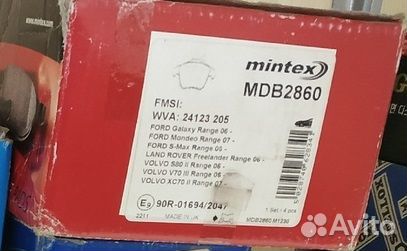 mintex
MDB2860
FMSI:
WVA: 24123 205
FORD Galaxy Range 06 -
FORD Mondeo Range 07 -
FORD S-Max Range 06 -
LAND ROVER Freelander Range 06 -
VOLVO S80 II Range 06 -
VOLVO V70 III Range 07 -
VOLVO XC70 II Range 07 -
1 Set / 4 pcs
E9 90R-01694/2047
2211 MADE IN UK
MDB2860 M1230
Avito